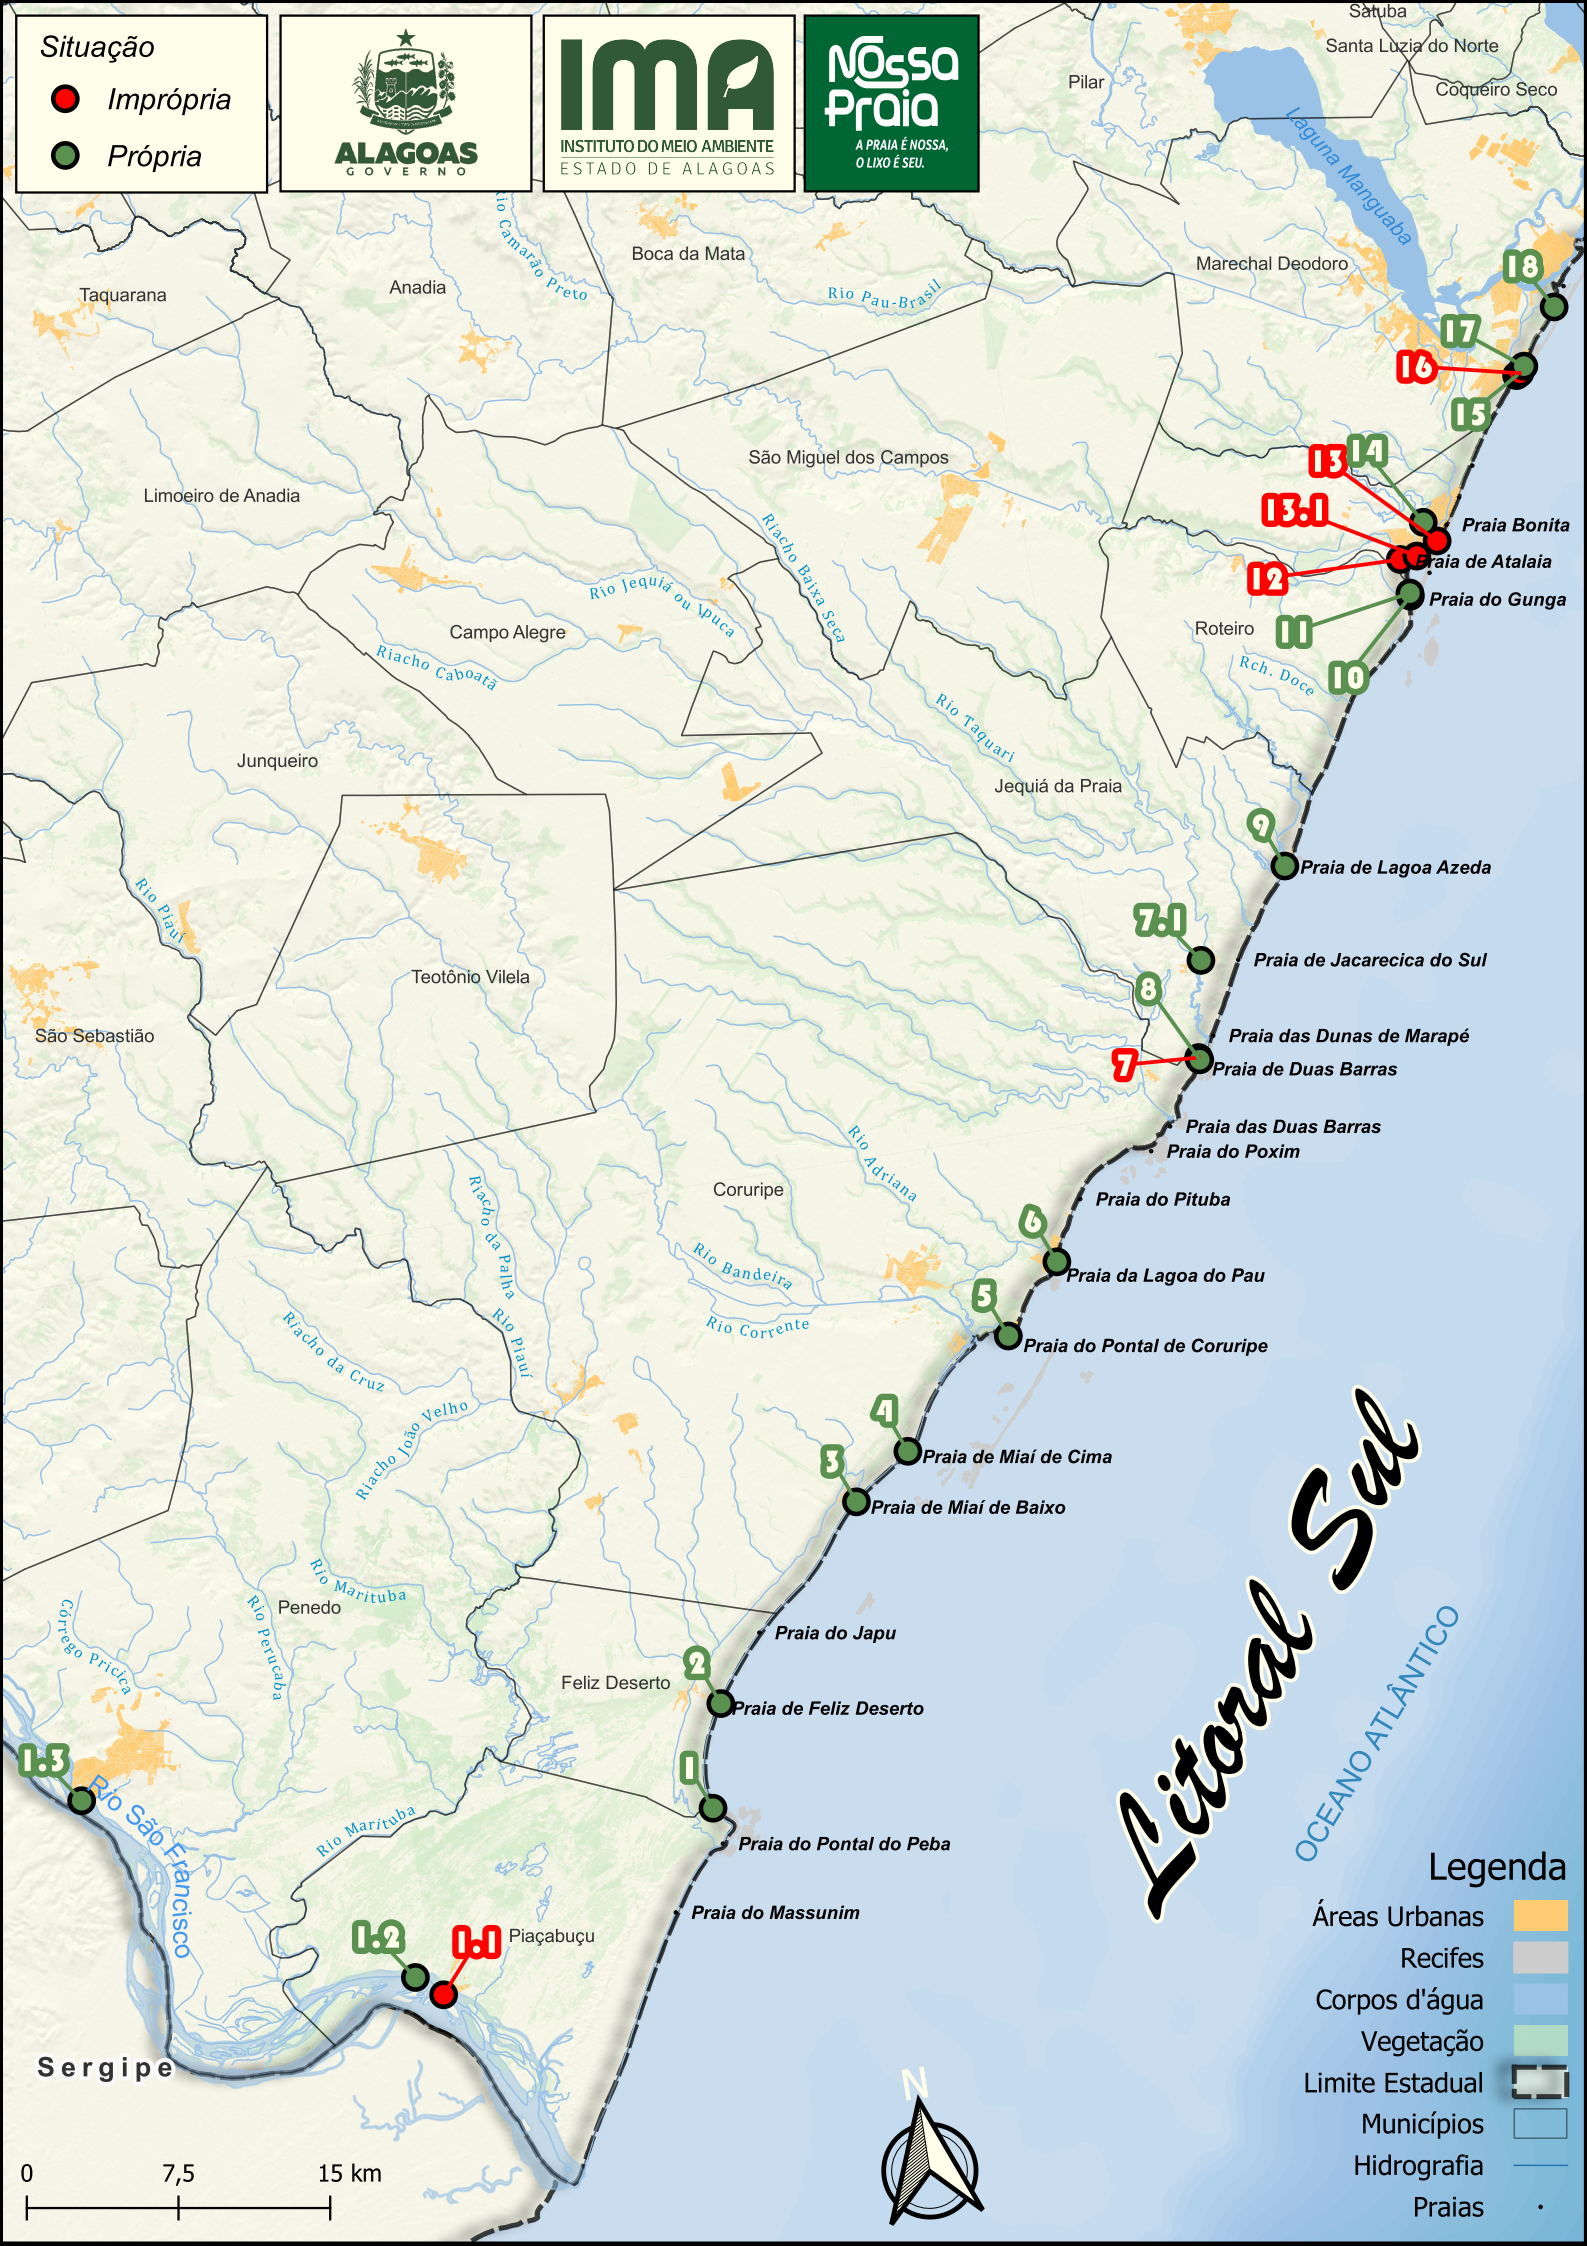 Situação
Imprópria
Própria
ALAGOAS
GOVERNO
IMA
INSTITUTO DO MEIO AMBIENTE
ESTADO DE ALAGOAS
Nossa
Praia
A PRAIA É NOSSA,
O LIXO É SEU.
Satuba
Santa Luzia do Norte
Pilar
Coqueiro Seco
Laguna Manguaba
Rio Camarão Preto
Boca da Mata
Marechal Deodoro
18
Taquarana
Anadia
Rio Pau-Brasil
17
16
15
São Miguel dos Campos
14
13
Limoeiro de Anadia
13.1
Praia Bonita
Riacho Baixa Seca
Praia de Atalaia
12
Rio Jequiá ou Ipuca
Praia do Gunga
Campo Alegre
Roteiro
11
Riacho Caboatã
Rch. Doce
10
Rio Taquari
Junqueiro
Jequiá da Praia
9
Praia de Lagoa Azeda
Rio Piauí
7.1
Praia de Jacarecica do Sul
Teotônio Vilela
8
São Sebastião
Praia das Dunas de Marapé
7
Praia de Duas Barras
Praia das Duas Barras
Praia do Poxim
Rio Adriana
Coruripe
Praia do Pituba
Riacho da Palha
6
Rio Bandeira
Praia da Lagoa do Pau
5
Rio Corrente
Rio Piauí
Riacho da Cruz
Praia do Pontal de Coruripe
Riacho João Velho
4
Praia de Miaí de Cima
3
Praia de Miaí de Baixo
Litoral Sul
Rio Marituba
Penedo
Rio Perucaba
Córrego Pricica
Praia do Japu
OCEANO ATLÂNTICO
2
Feliz Deserto
Praia de Feliz Deserto
1.3
1
Rio São Francisco
Rio Marituba
Praia do Pontal do Peba
Praia do Massunim
1.2
1.1
Piaçabuçu
Sergipe
Legenda
Áreas Urbanas
Recifes
Corpos d'água
Vegetação
Limite Estadual
Municípios
Hidrografia
Praias
N
0 7,5 15 km